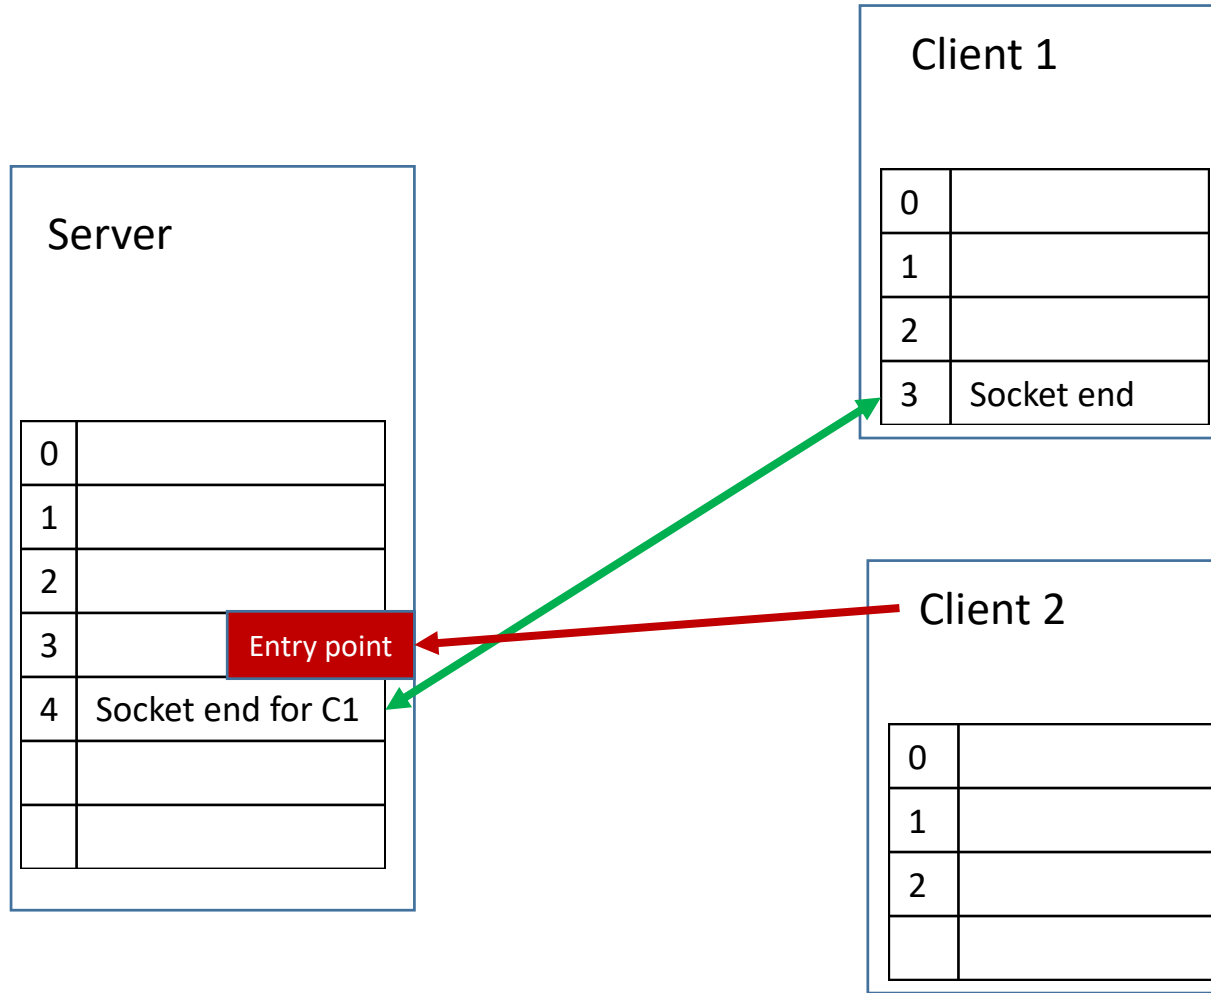 Client 1
0
1
2
3 Socket end
Server
0
1
2
3 Entry point
4 Socket end for C1
Client 2
0
1
2